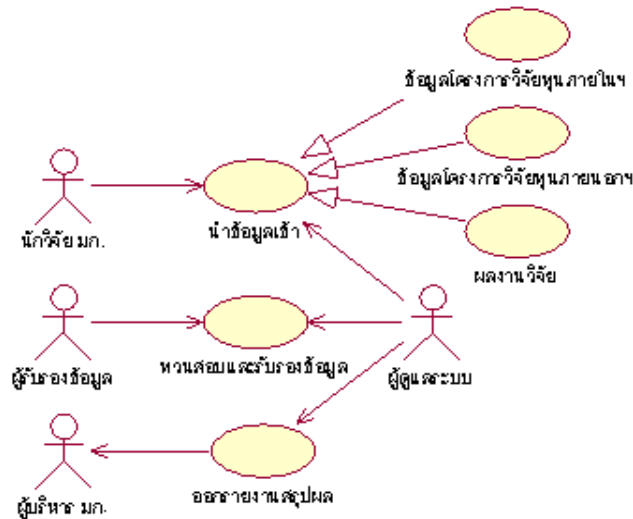 ข้อมูลโครงการวิจัยทุนภายในฯ
ข้อมูลโครงการวิจัยทุนภายนอกฯ
นักวิจัย มก.
นำข้อมูลเข้า
ผลงานวิจัย
ผู้รับรองข้อมูล
ทวนสอบและรับรองข้อมูล
ผู้ดูแลระบบ
ผู้บริหาร มก.
ออกรายงานสรุปผล